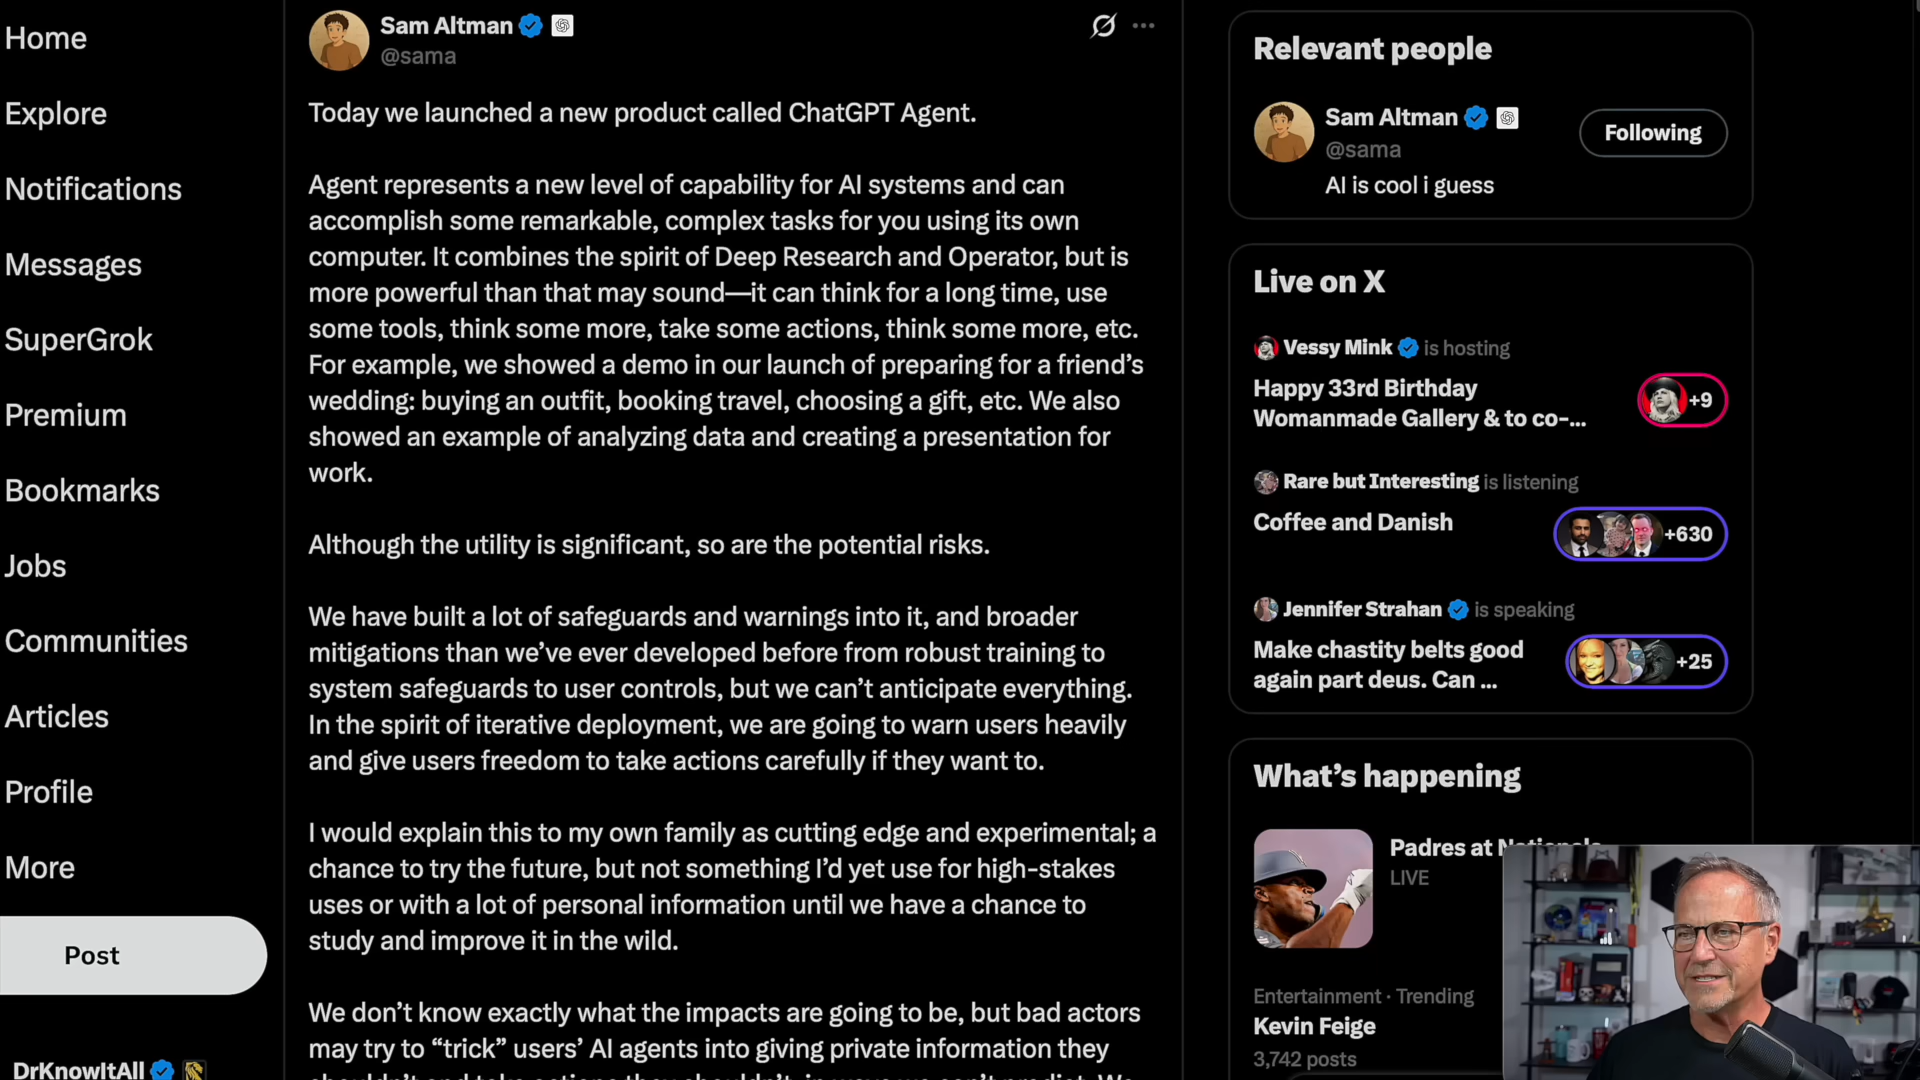 Home
Explore
Notifications
Messages
SuperGrok
Premium
Bookmarks
Jobs
Communities
Articles
Profile
More
Post
DrKnowItAll
Sam Altman
@sama
Today we launched a new product called ChatGPT Agent.
Agent represents a new level of capability for AI systems and can
accomplish some remarkable, complex tasks for you using its own
computer. It combines the spirit of Deep Research and Operator, but is
more powerful than that may sound—it can think for a long time, use
some tools, think some more, take some actions, think some more, etc.
For example, we showed a demo in our launch of preparing for a friend’s
wedding: buying an outfit, booking travel, choosing a gift, etc. We also
showed an example of analyzing data and creating a presentation for
work.
Although the utility is significant, so are the potential risks.
We have built a lot of safeguards and warnings into it, and broader
mitigations than we’ve ever developed before from robust training to
system safeguards to user controls, but we can’t anticipate everything.
In the spirit of iterative deployment, we are going to warn users heavily
and give users freedom to take actions carefully if they want to.
I would explain this to my own family as cutting edge and experimental; a
chance to try the future, but not something I’d yet use for high-stakes
uses or with a lot of personal information until we have a chance to
study and improve it in the wild.
We don’t know exactly what the impacts are going to be, but bad actors
may try to “trick” users’ AI agents into giving private information they
Relevant people
Sam Altman
@sama
Following
AI is cool i guess
Live on X
Vessy Mink is hosting
Happy 33rd Birthday
Womanmade Gallery & to co-...
+9
Rare but Interesting is listening
Coffee and Danish
+630
Jennifer Strahan is speaking
Make chastity belts good
again part deus. Can ...
+25
What’s happening
Padres at Nationals
LIVE
Entertainment · Trending
Kevin Feige
3,742 posts